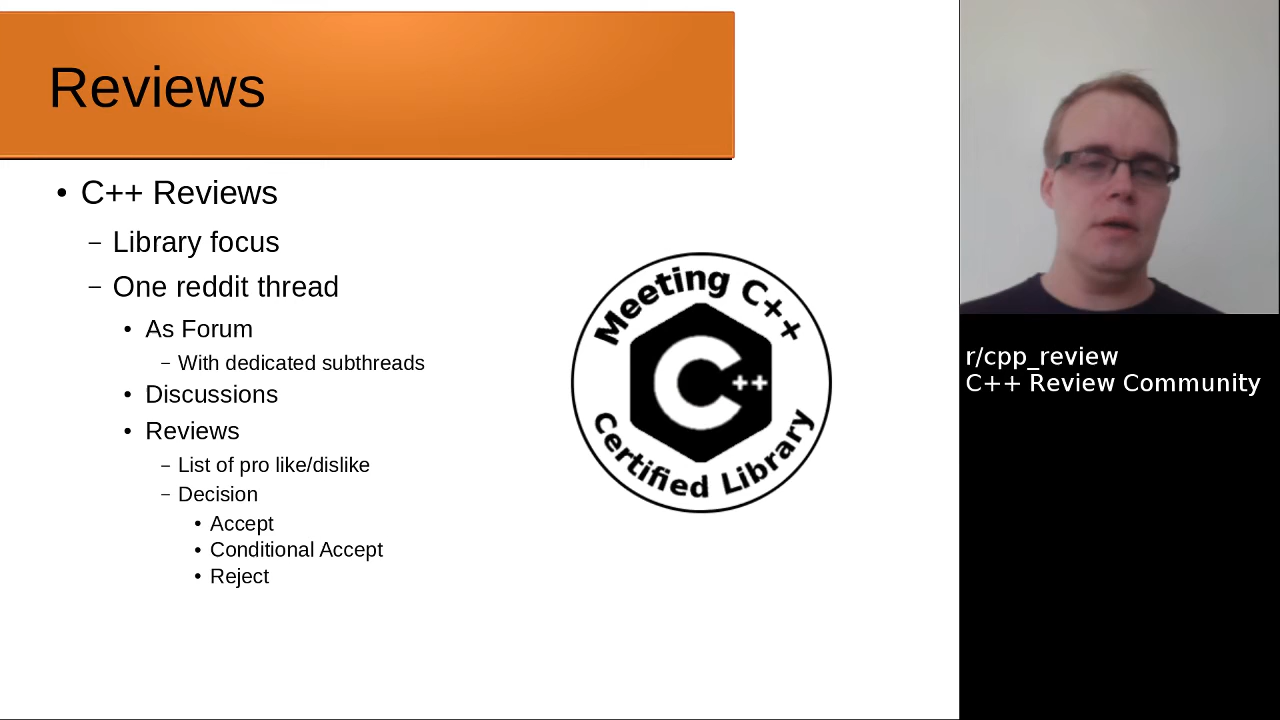 Reviews
• C++ Reviews
– Library focus
– One reddit thread
• As Forum
– With dedicated subthreads
• Discussions
• Reviews
– List of pro like/dislike
– Decision
• Accept
• Conditional Accept
• Reject
Meeting C++
C++
Certified Library
r/cpp_review
C++ Review Community